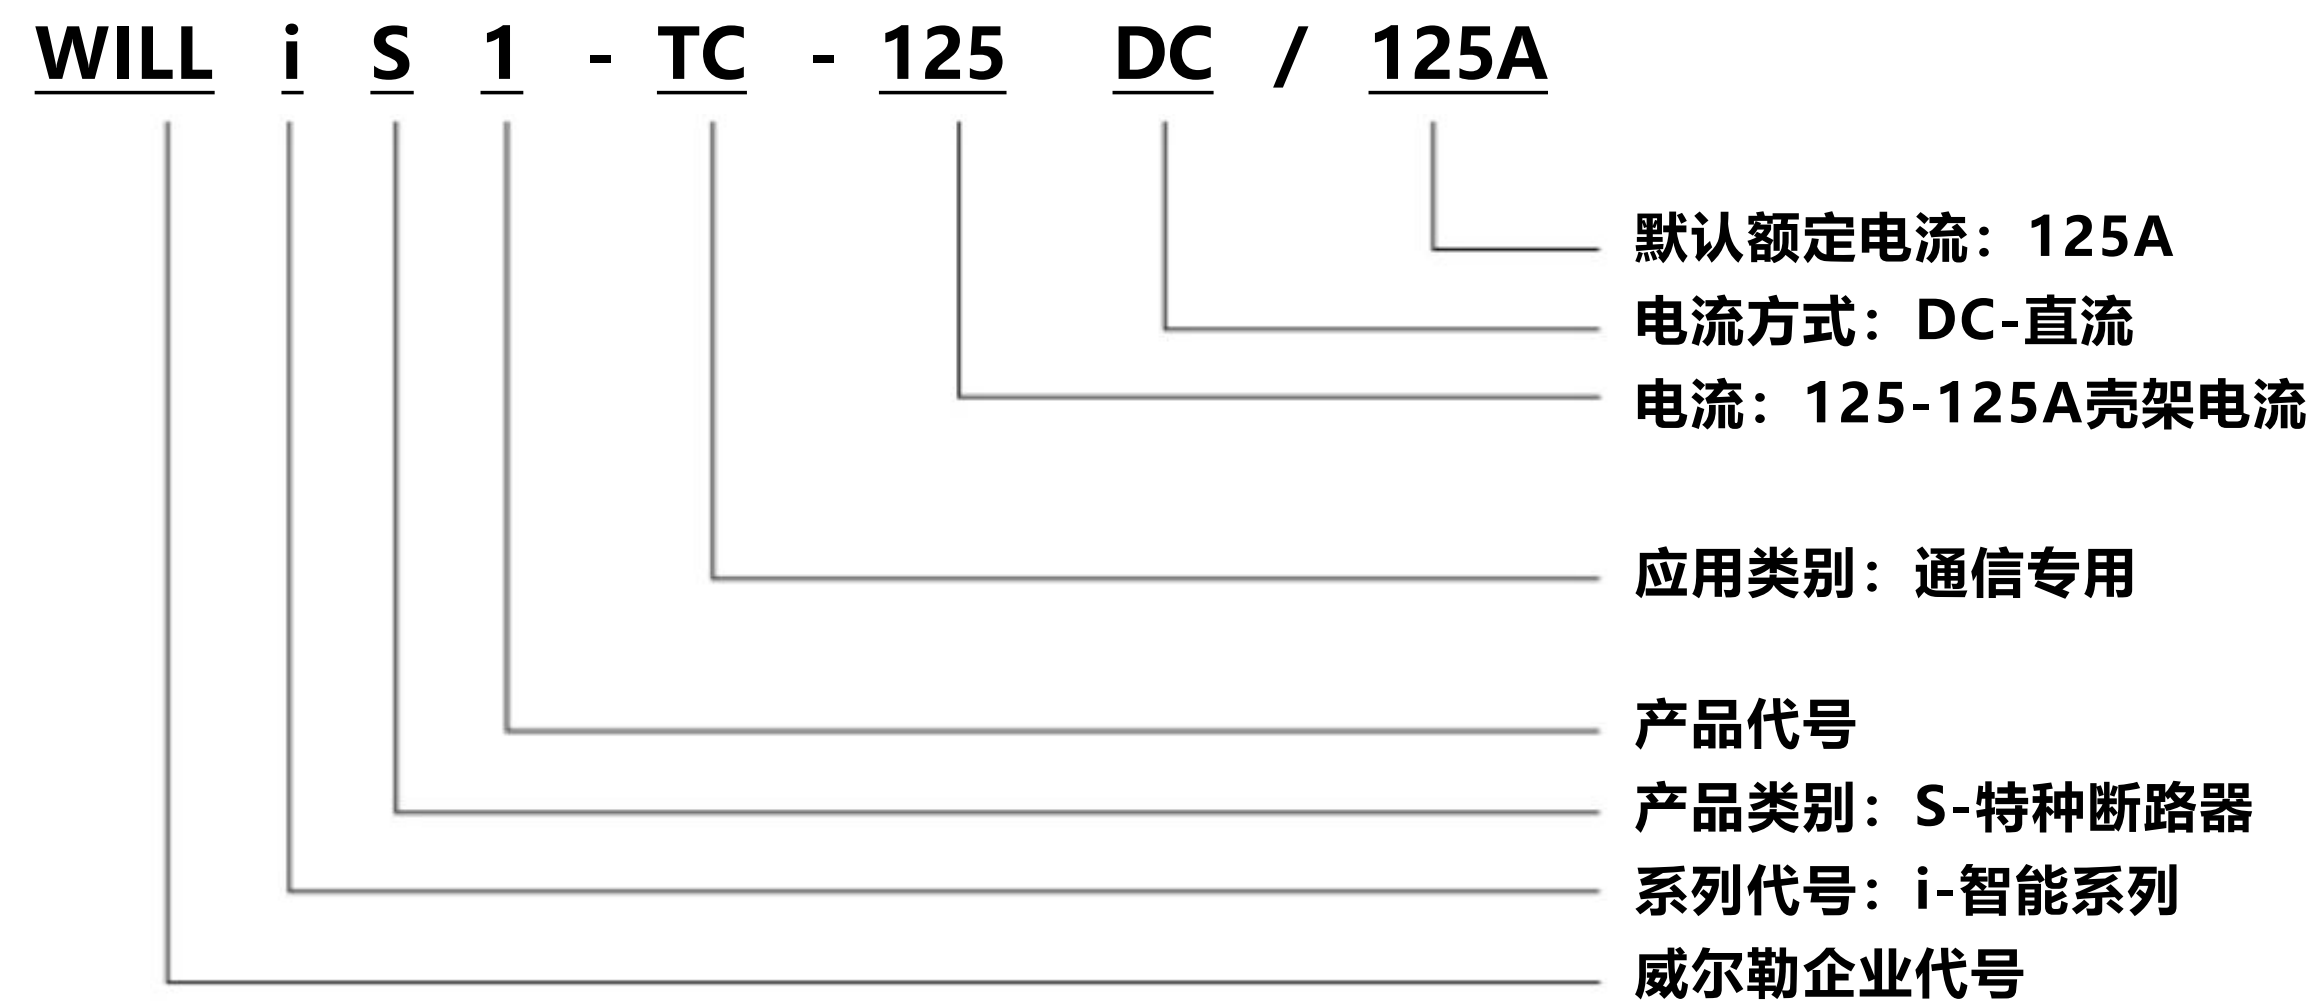 WILL i S 1 - TC - 125 DC / 125A
默认额定电流：125A
电流方式：DC-直流
电流：125-125A壳架电流
应用类别：通信专用
产品代号
产品类别：S-特种断路器
系列代号：i-智能系列
威尔勒企业代号